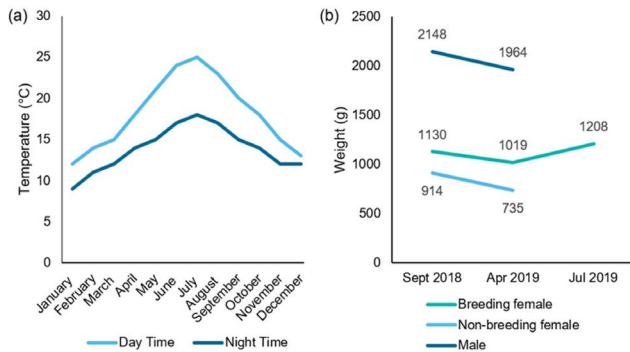 (a)
30
25
20
15
10
5
0
Temperature (°C)
January
February
March
April
May
June
July
August
September
October
November
December
Day Time
Night Time
(b)
2500
2000
1500
1000
500
0
Weight (g)
2148
1964
1130
1019
1208
914
735
Sept 2018
Apr 2019
Jul 2019
Breeding female
Non-breeding female
Male